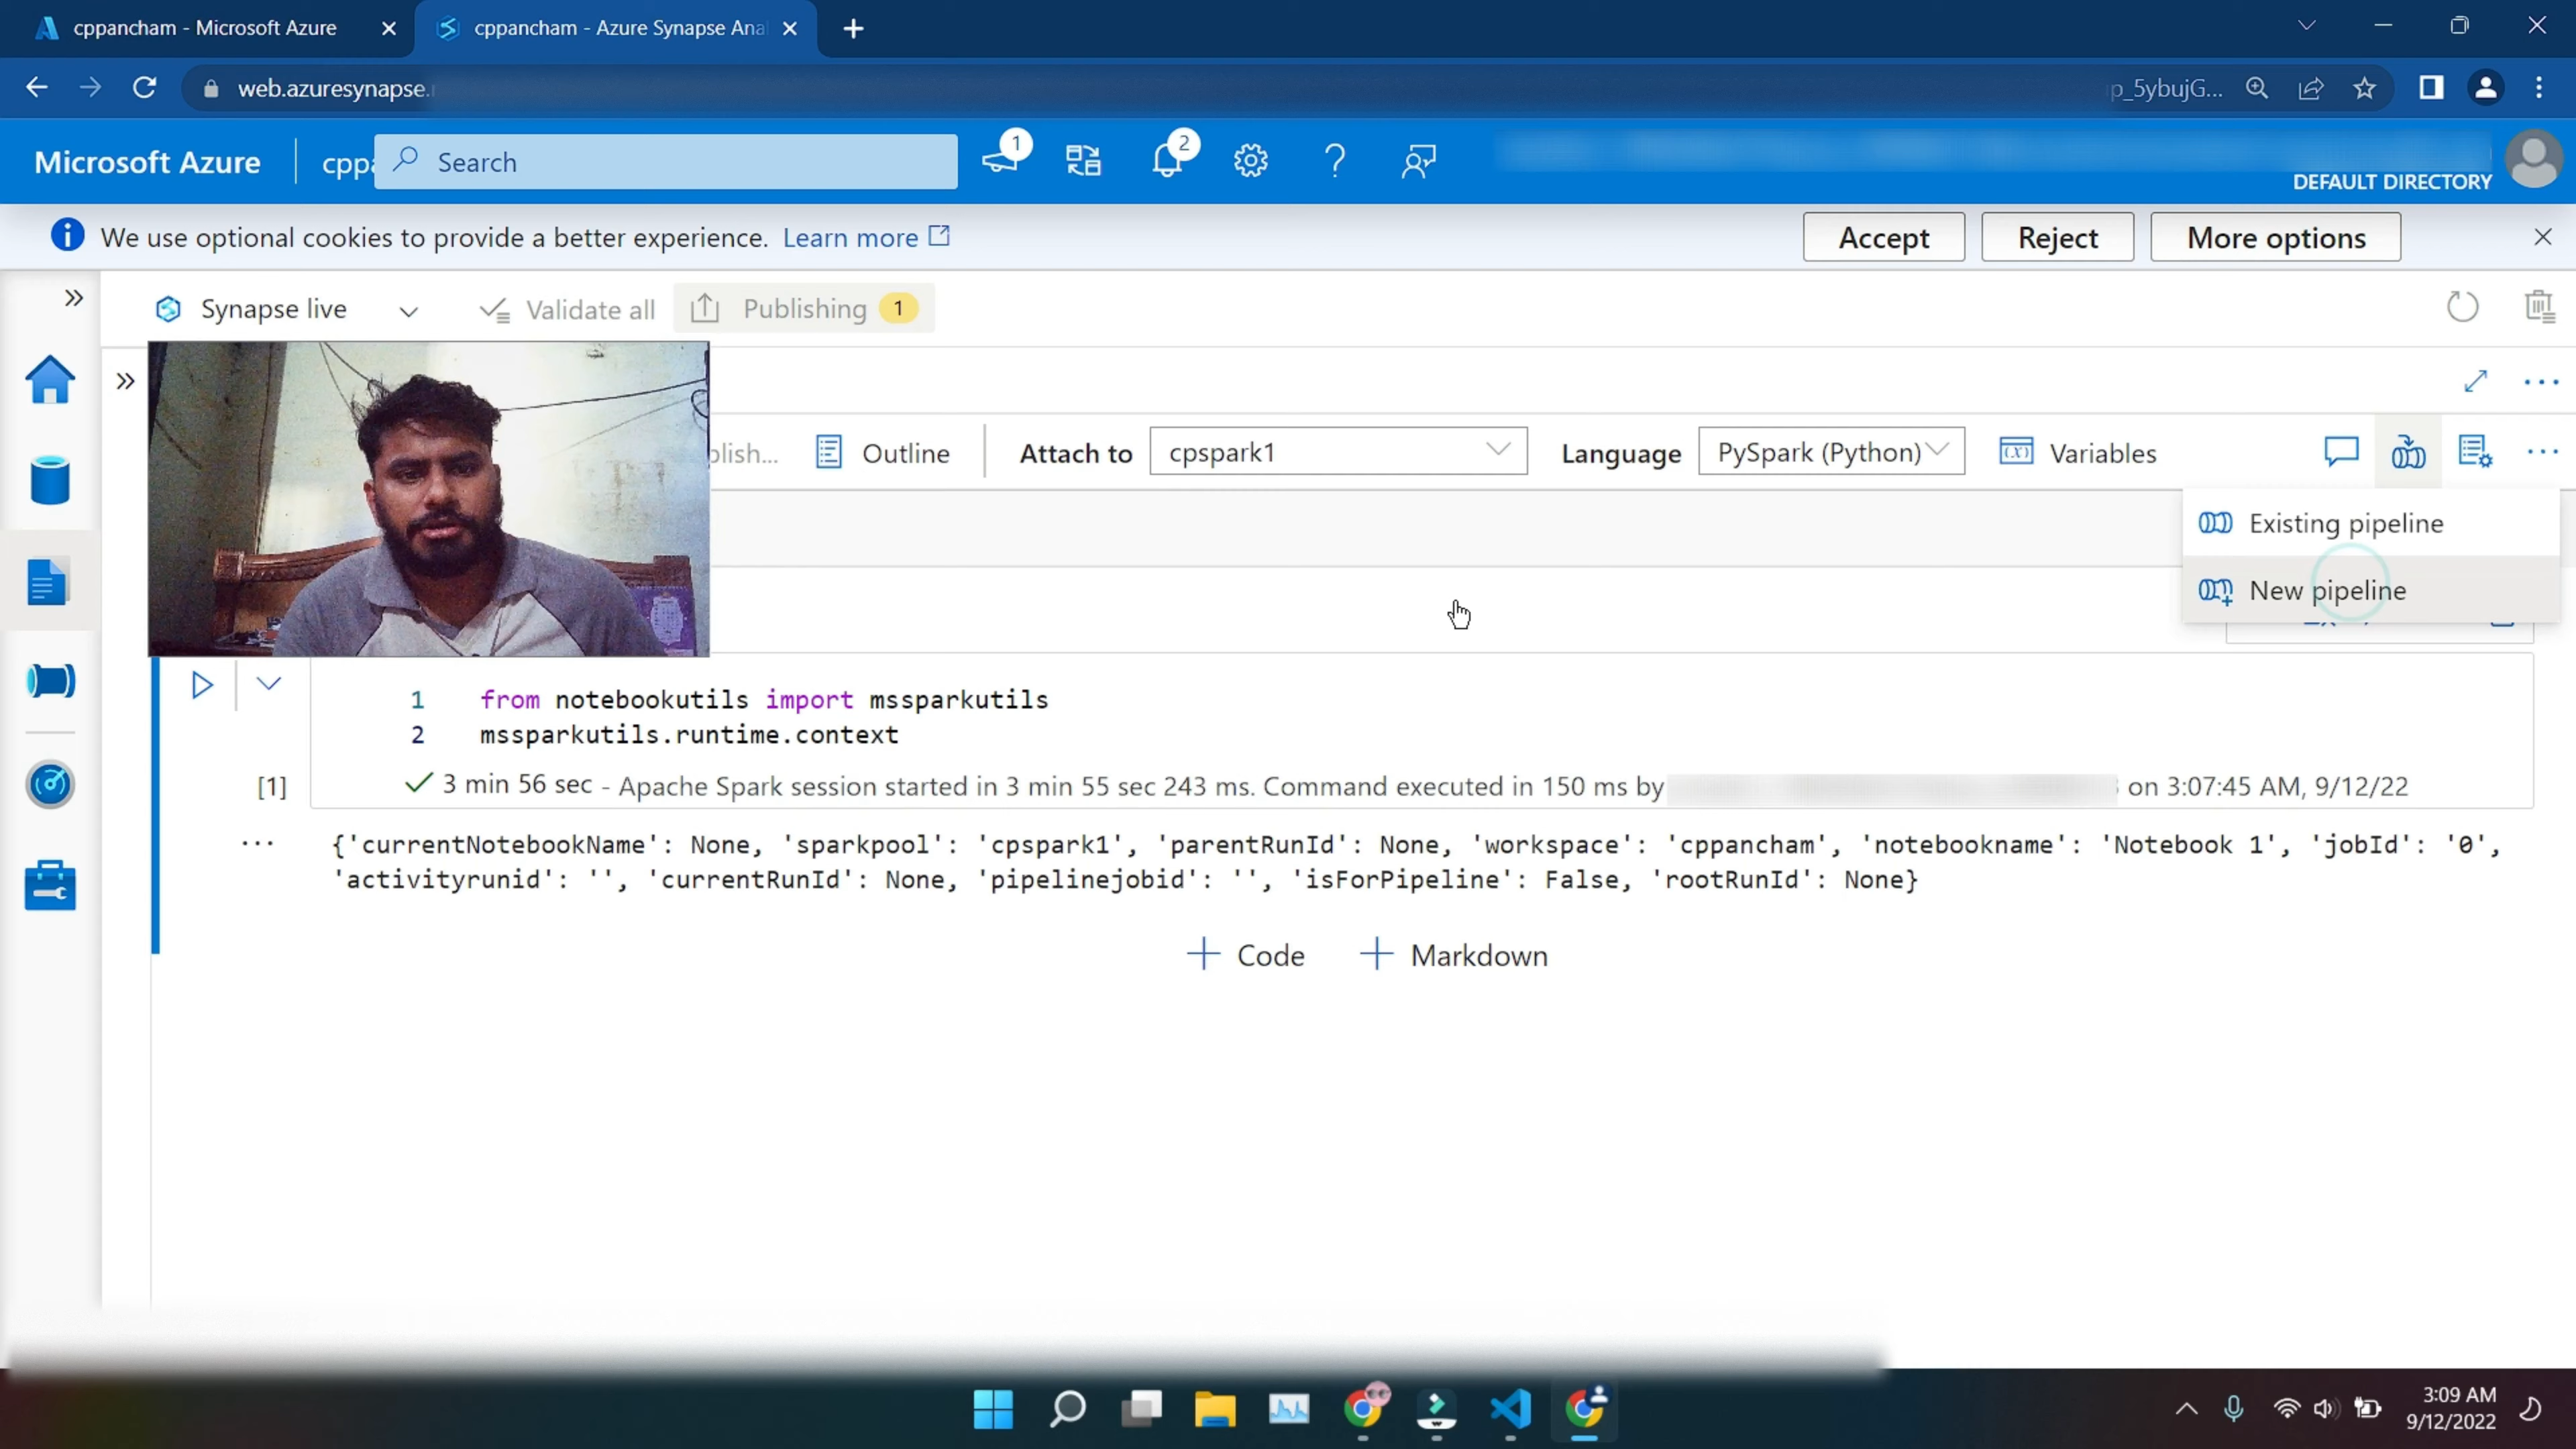 cppancham - Microsoft Azure
cppancham - Azure Synapse Ana
web.azuresynapse.
p_5ybujG...
Microsoft Azure
cppa
Search
1
2
DEFAULT DIRECTORY
We use optional cookies to provide a better experience. Learn more
Accept
Reject
More options
Synapse live
Validate all
Publishing 1
blish...
Outline
Attach to
cpspark1
Language
PySpark (Python)
Variables
Existing pipeline
New pipeline
1 from notebookutils import mssparkutils
2 mssparkutils.runtime.context
[1]
3 min 56 sec - Apache Spark session started in 3 min 55 sec 243 ms. Command executed in 150 ms by
on 3:07:45 AM, 9/12/22
{'currentNotebookName': None, 'sparkpool': 'cpspark1', 'parentRunId': None, 'workspace': 'cppancham', 'notebookname': 'Notebook 1', 'jobId': '0',
'activityrunid': '', 'currentRunId': None, 'pipelinejobid': '', 'isForPipeline': False, 'rootRunId': None}
+ Code
+ Markdown
3:09 AM
9/12/2022